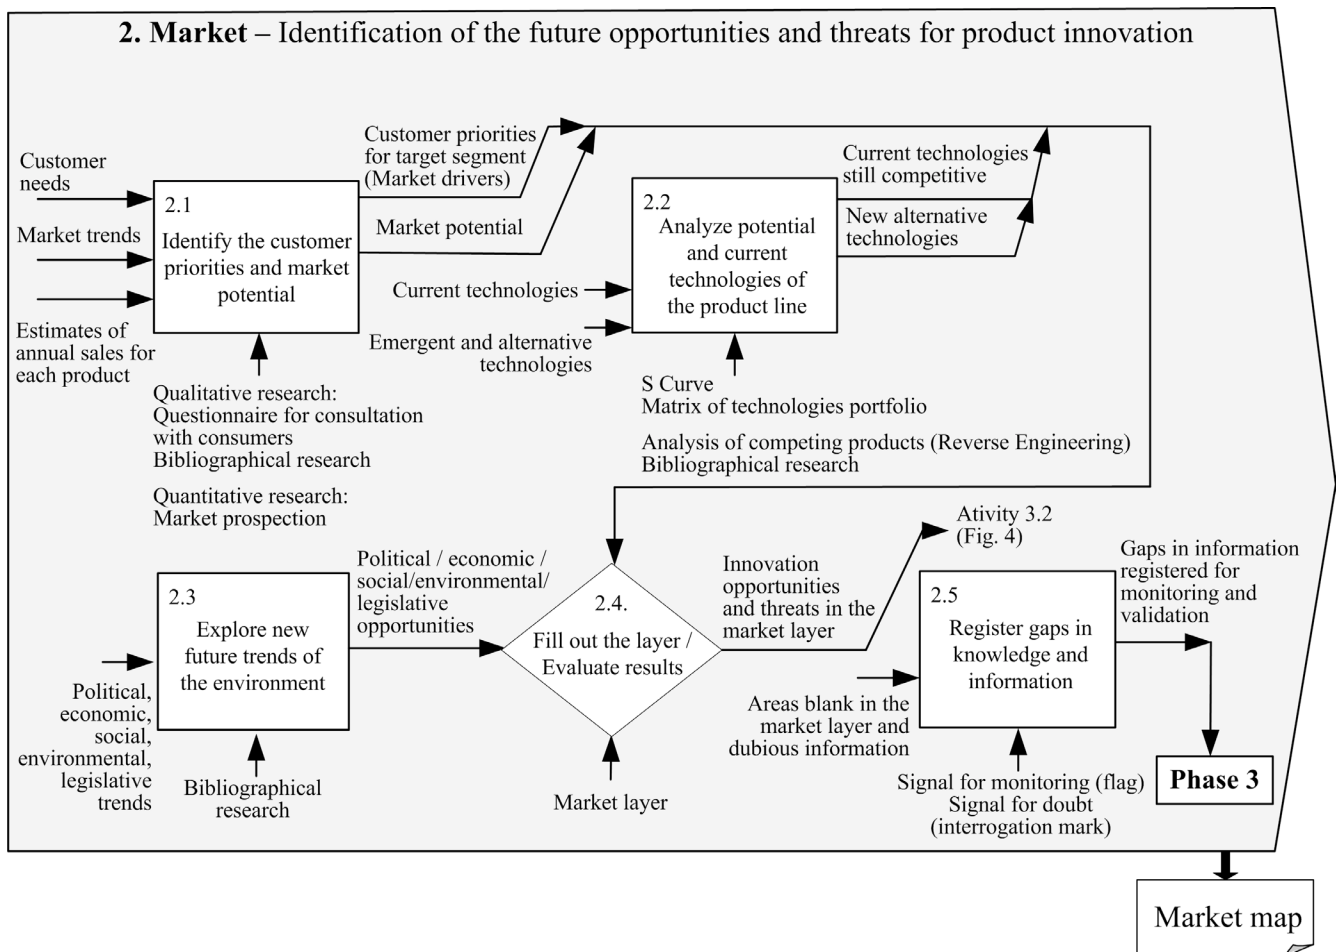 2. Market – Identification of the future opportunities and threats for product innovation
Customer
needs
Market trends
Estimates of
annual sales for
each product
2.1
Identify the customer
priorities and market
potential
Customer priorities
for target segment
(Market drivers)
Market potential
Qualitative research:
Questionnaire for consultation
with consumers
Bibliographical research
Quantitative research:
Market prospection
Current technologies
Emergent and alternative
technologies
2.2
Analyze potential
and current
technologies of
the product line
Current technologies
still competitive
New alternative
technologies
S Curve
Matrix of technologies portfolio
Analysis of competing products (Reverse Engineering)
Bibliographical research
Political,
economic,
social,
environmental,
legislative
trends
2.3
Explore new
future trends of
the environment
Bibliographical
research
Political / economic /
social/environmental/
legislative
opportunities
2.4.
Fill out the layer /
Evaluate results
Market layer
Innovation
opportunities
and threats in the
market layer
Ativity 3.2
(Fig. 4)
Areas blank in the
market layer and
dubious information
2.5
Register gaps in
knowledge and
information
Signal for monitoring (flag)
Signal for doubt
(interrogation mark)
Gaps in information
registered for
monitoring and
validation
Phase 3
Market map